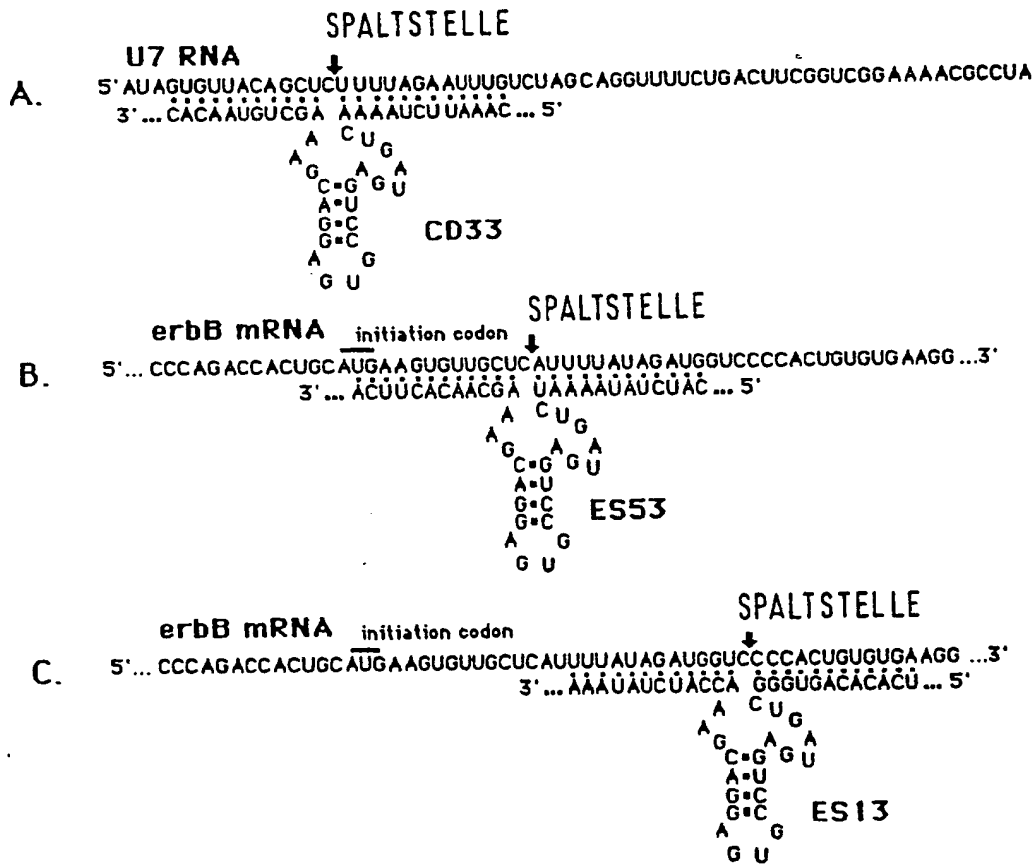 SPALTSTELLE
U7 RNA
A.
5' AUAGUGUUACAGCUCUUUUAGAAUUUGUCUAGCAGGUUUUCUGACUUCGGUCGGAAAACGCCUA
3' ... CACAAUGUCGA AAAAUCUUAAAC ... 5'
A C U G
A A A
G G U
C G G
A U
G C
G C
CD33
A G
G U
SPALTSTELLE
erbB mRNA initiation codon
B.
5'... CCCAGACCACUGCAUGAAGUGUUGCUCAUUUUAUAGAUGGUCCCCACUGUGUGAAGG ...3'
3' ... ACUUCACAACGA UAAAAUAUCUAC ... 5'
A C U G
A A A
G G U
C G G
A U
G C
G C
ES53
A G
G U
SPALTSTELLE
erbB mRNA initiation codon
C.
5'... CCCAGACCACUGCAUGAAGUGUUGCUCAUUUUAUAGAUGGUCCCCACUGUGUGAAGG ...3'
3' ... AAAUAUCUACCA GGGUGACACACU ... 5'
A C U G
A A A
G G U
C G G
A U
G C
G C
ES13
A G
G U